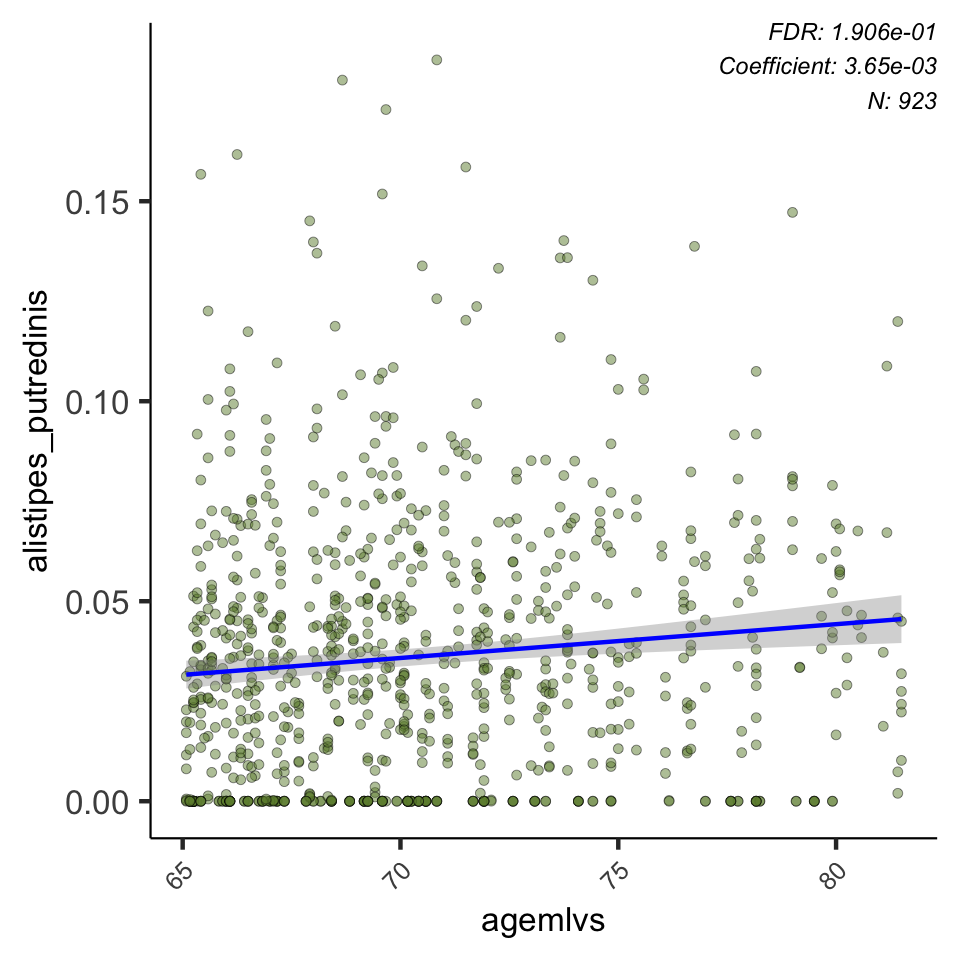 FDR: 1.906e-01
Coefficient: 3.65e-03
N: 923
0.15
0.10
0.05
0.00
alistipes_putredinis
65 70 75 80
agemlvs